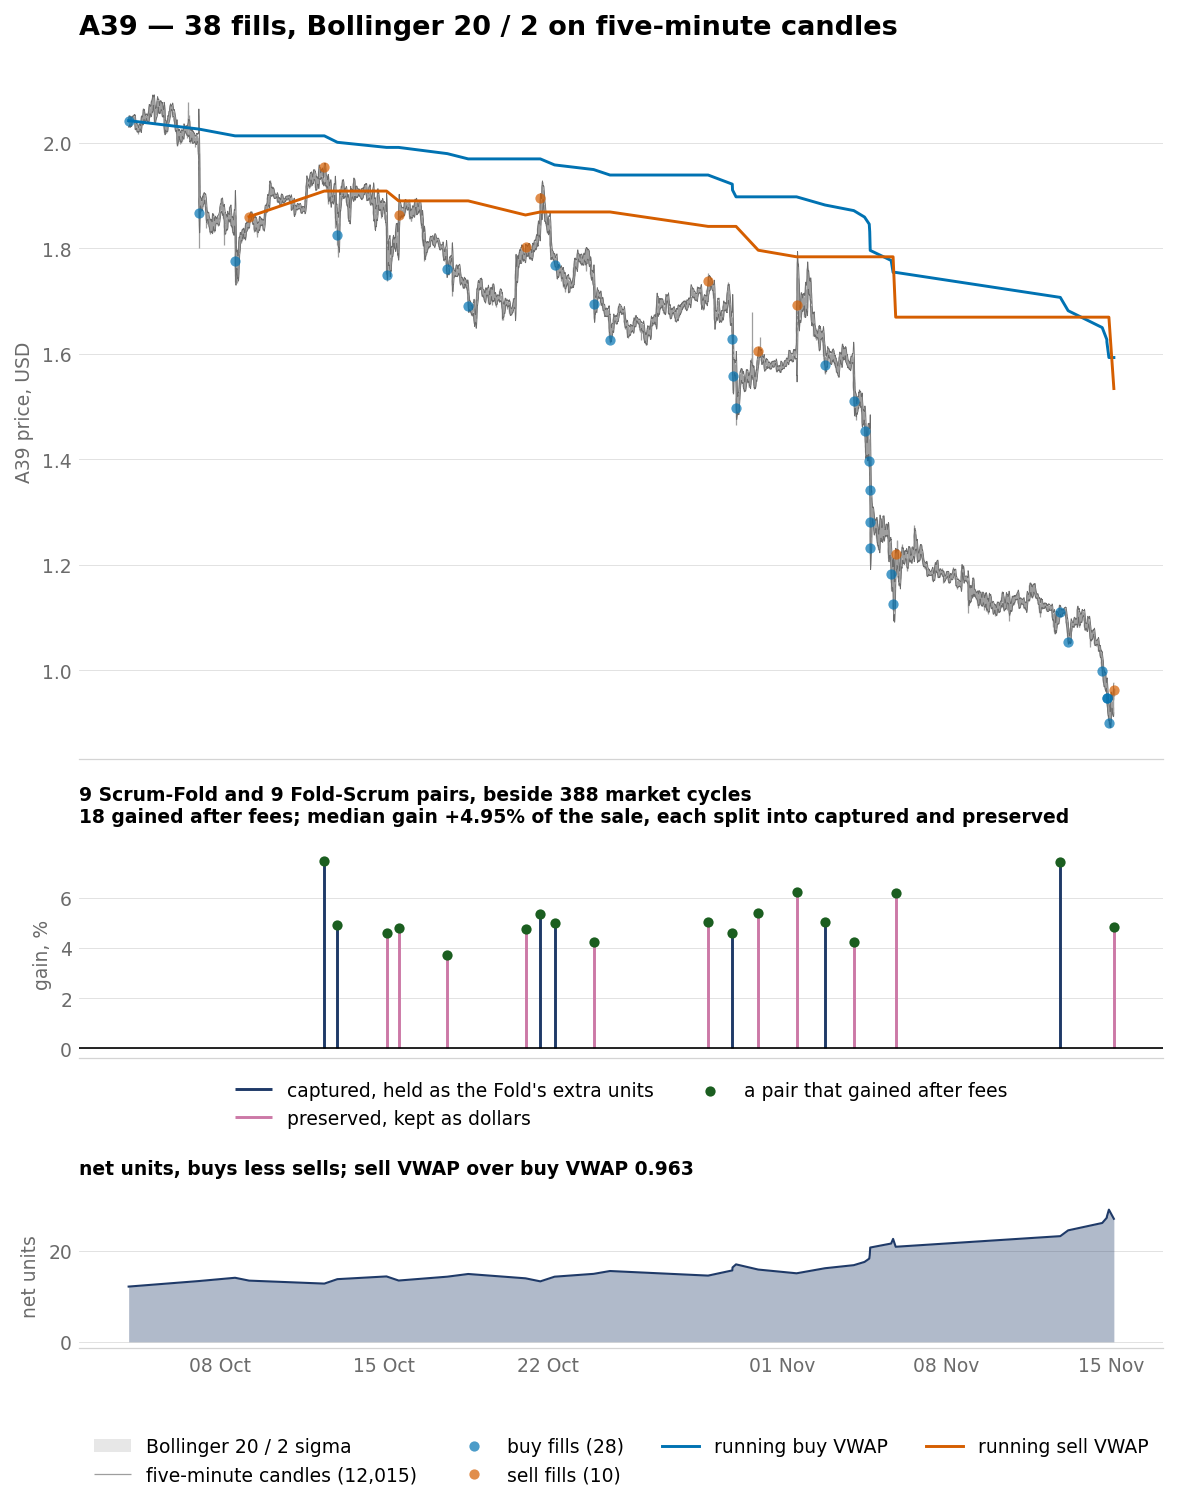 A39 — 38 fills, Bollinger 20 / 2 on five-minute candles
A39 price, USD
2.0
1.8
1.6
1.4
1.2
1.0
9 Scrum-Fold and 9 Fold-Scrum pairs, beside 388 market cycles
18 gained after fees; median gain +4.95% of the sale, each split into captured and preserved
gain, %
6
4
2
0
captured, held as the Fold's extra units
a pair that gained after fees
preserved, kept as dollars
net units, buys less sells; sell VWAP over buy VWAP 0.963
net units
20
0
08 Oct
15 Oct
22 Oct
01 Nov
08 Nov
15 Nov
Bollinger 20 / 2 sigma
buy fills (28)
running buy VWAP
running sell VWAP
five-minute candles (12,015)
sell fills (10)